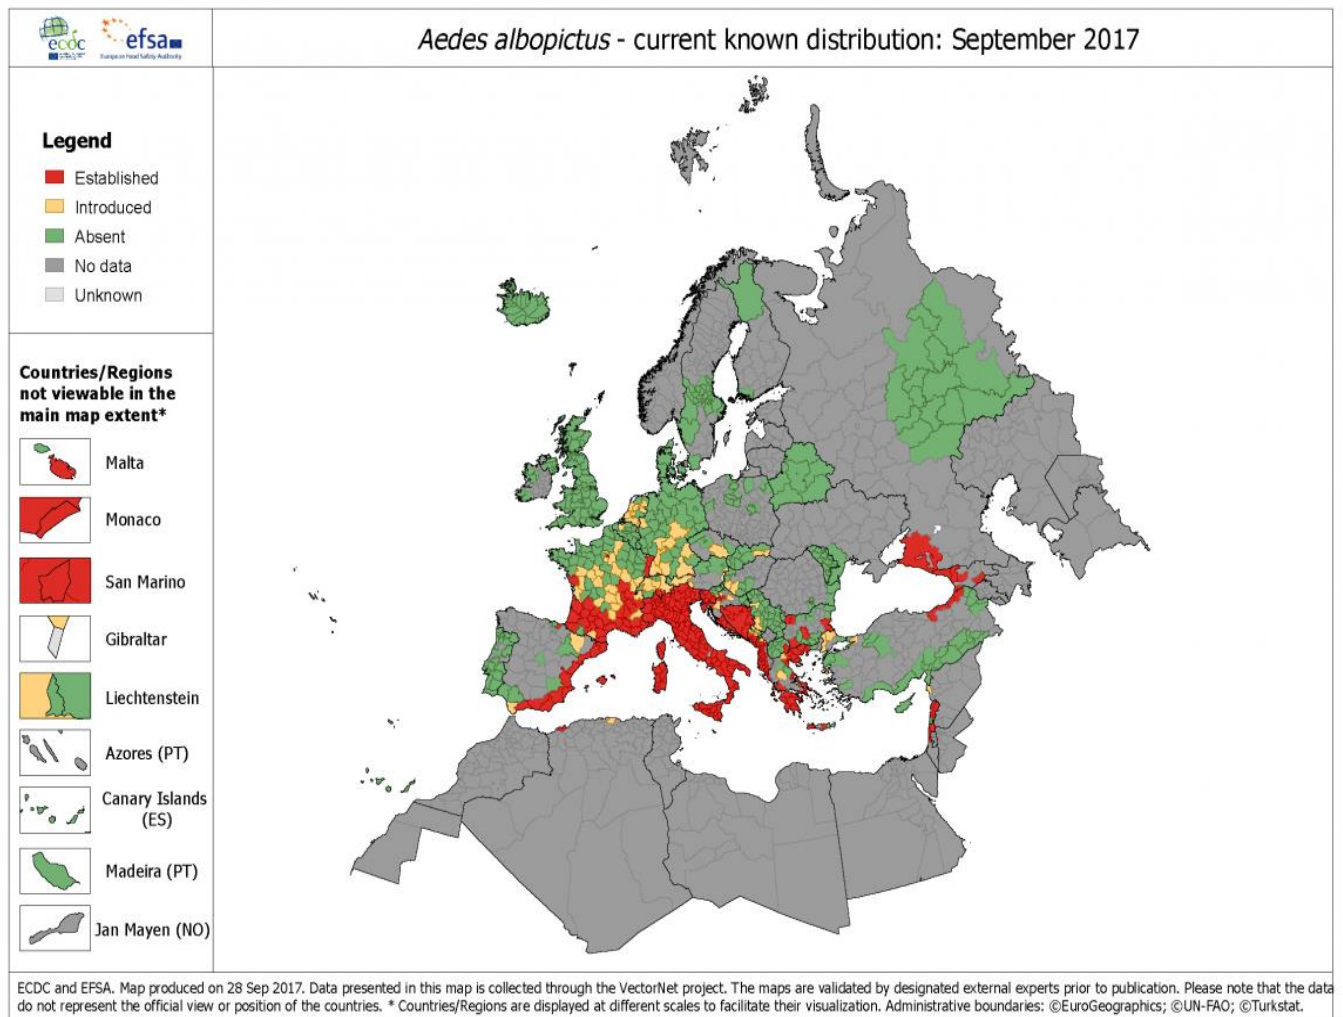 ecdc
efsa
European Food Safety Authority
Aedes albopictus - current known distribution: September 2017
Legend
Established
Introduced
Absent
No data
Unknown
Countries/Regions
not viewable in the
main map extent*
Malta
Monaco
San Marino
Gibraltar
Liechtenstein
Azores (PT)
Canary Islands
(ES)
Madeira (PT)
Jan Mayen (NO)
ECDC and EFSA. Map produced on 28 Sep 2017. Data presented in this map is collected through the VectorNet project. The maps are validated by designated external experts prior to publication. Please note that the data
do not represent the official view or position of the countries. * Countries/Regions are displayed at different scales to facilitate their visualization. Administrative boundaries: ©EuroGeographics; ©UN-FAO; ©Turkstat.